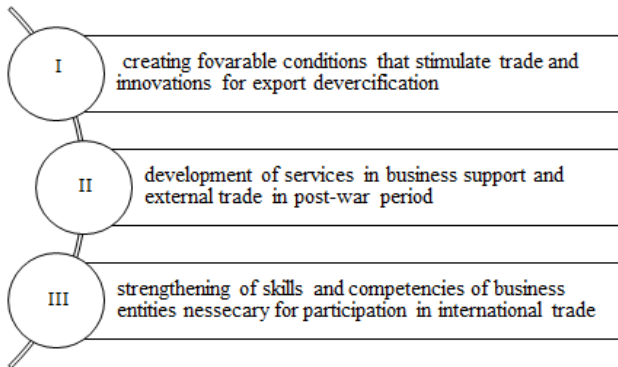 I
creating fovarable conditions that stimulate trade and
innovations for export devercification
II
development of services in business support and
external trade in post-war period
III
strengthening of skills and competencies of business
entities nessecary for participation in international trade